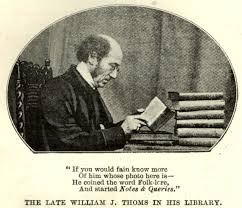 "If you would fain know more
Of him whose photo here is—
He coined the word Folk-lore,
And started Notes & Queries."
THE LATE WILLIAM J. THOMS IN HIS LIBRARY.